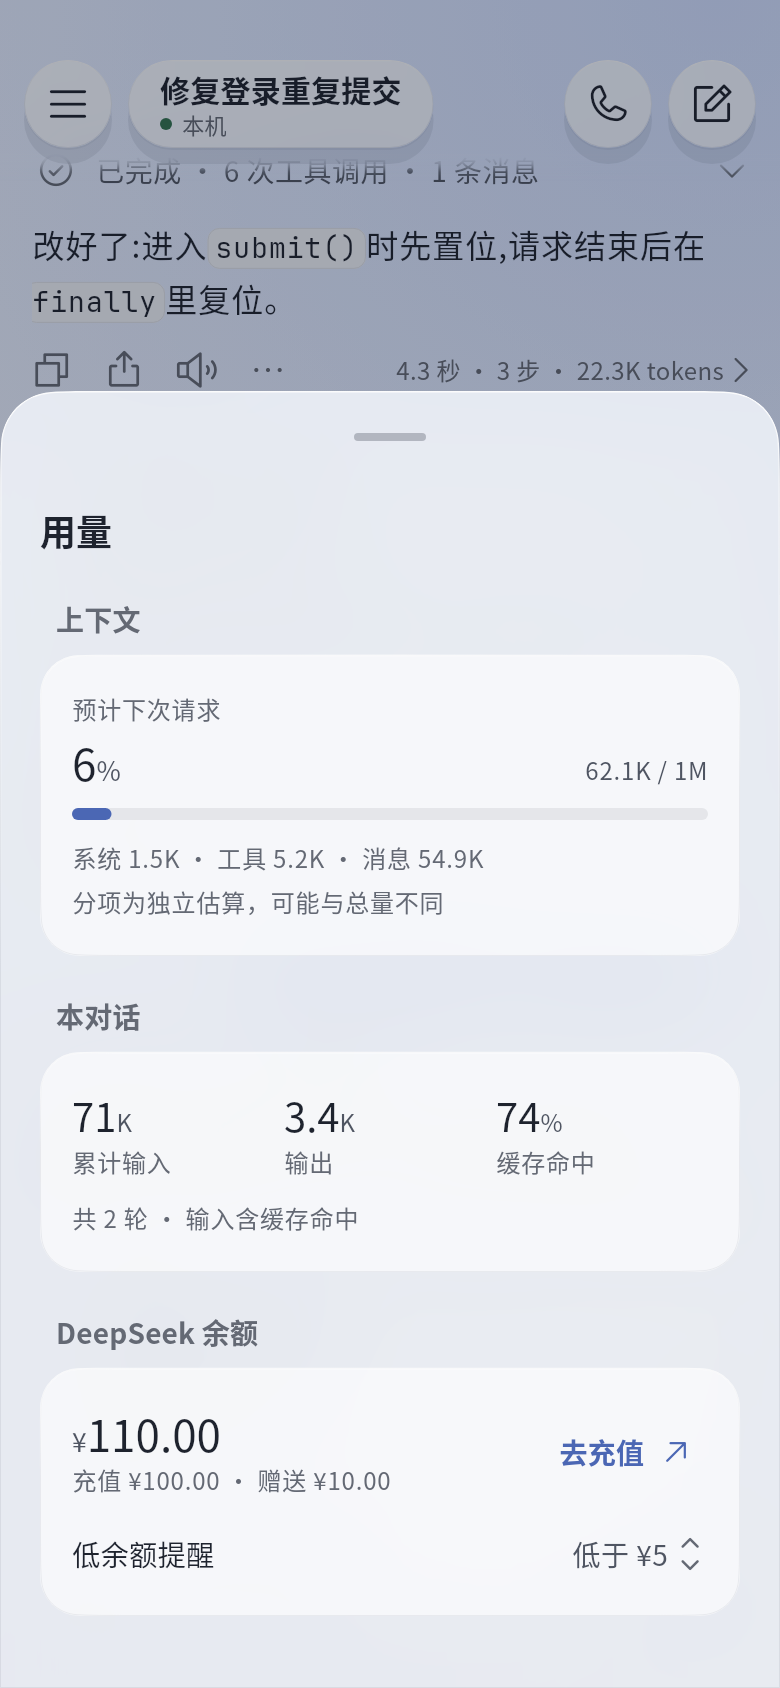 修复登录重复提交
本机
已完成 · 6 次工具调用 · 1 条消息
改好了:进入 submit() 时先置位,请求结束后在
finally 里复位。
4.3 秒 · 3 步 · 22.3K tokens
用量
上下文
预计下次请求
6% 62.1K / 1M
系统 1.5K · 工具 5.2K · 消息 54.9K
分项为独立估算，可能与总量不同
本对话
71K 3.4K 74%
累计输入 输出 缓存命中
共 2 轮 · 输入含缓存命中
DeepSeek 余额
¥110.00
去充值
充值 ¥100.00 · 赠送 ¥10.00
低余额提醒 低于 ¥5